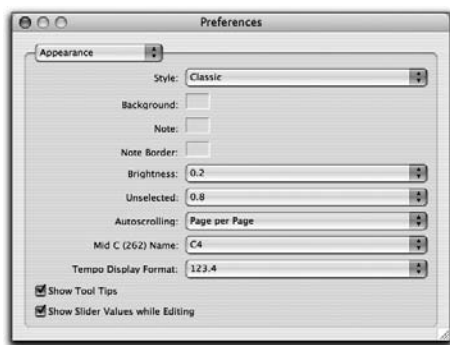 Preferences
Appearance
Style: Classic
Background:
Note:
Note Border:
Brightness: 0.2
Unselected: 0.8
Autoscrolling: Page per Page
Mid C (262) Name: C4
Tempo Display Format: 123.4
Show Tool Tips
Show Slider Values while Editing